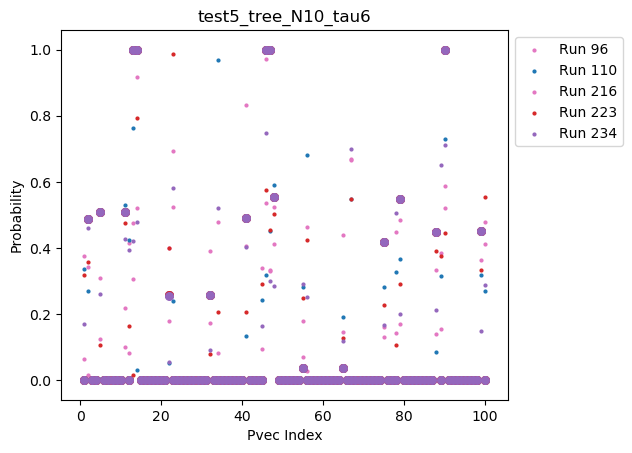 test5_tree_N10_tau6
1.0
0.8
0.6
0.4
0.2
0.0
Probability
0
20
40
60
80
100
Pvec Index
Run 96
Run 110
Run 216
Run 223
Run 234